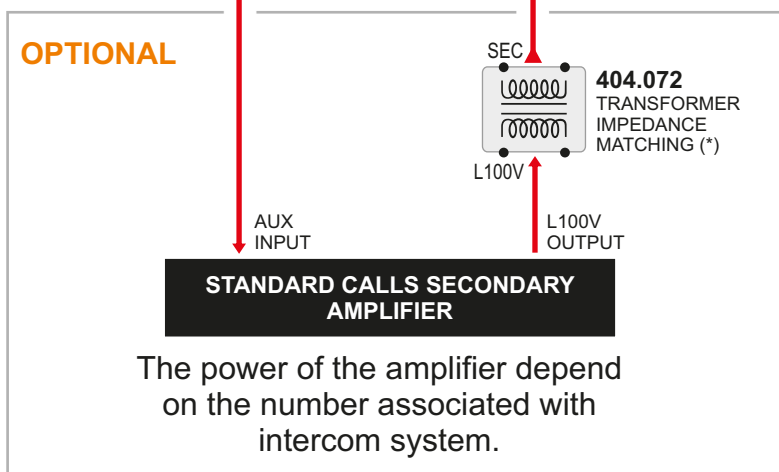 OPTIONAL
SEC
404.072
TRANSFORMER
IMPEDANCE
MATCHING (*)
L100V
AUX
INPUT
L100V
OUTPUT
STANDARD CALLS SECONDARY
AMPLIFIER
The power of the amplifier depend
on the number associated with
intercom system.